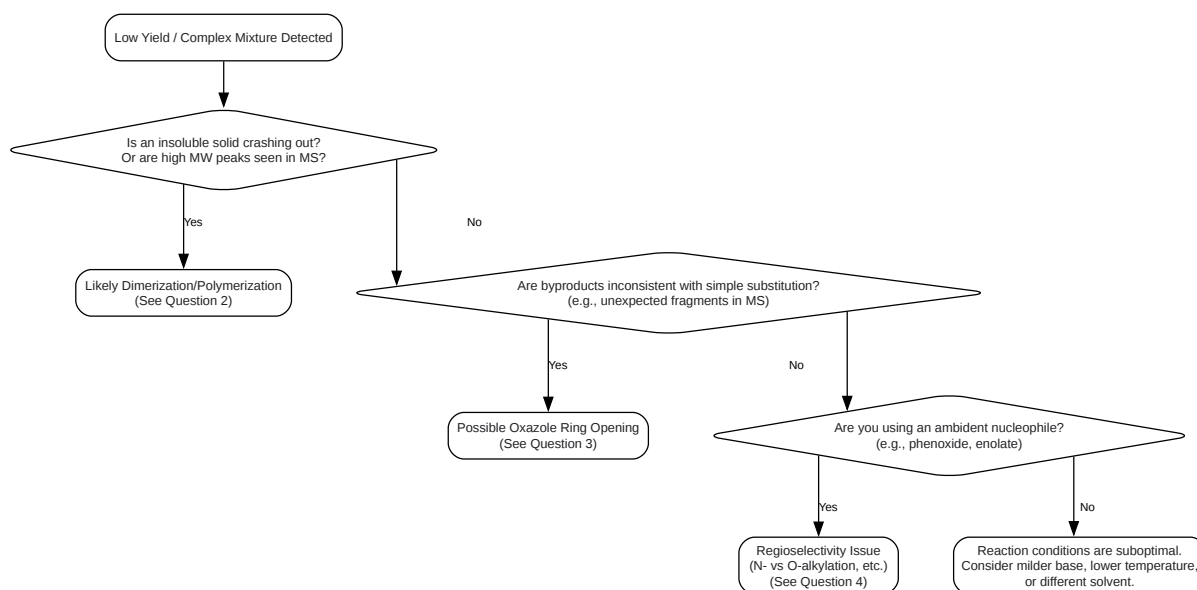 Low Yield / Complex Mixture Detected
Is an insoluble solid crashing out?
Or are high MW peaks seen in MS?
Yes
No
Likely Dimerization/Polymerization
(See Question 2)
Are byproducts inconsistent with simple substitution?
(e.g., unexpected fragments in MS)
Yes
No
Possible Oxazole Ring Opening
(See Question 3)
Are you using an ambident nucleophile?
(e.g., phenoxide, enolate)
Yes
No
Regioselectivity Issue
(N- vs O-alkylation, etc.)
(See Question 4)
Reaction conditions are suboptimal.
Consider milder base, lower temperature,
or different solvent.